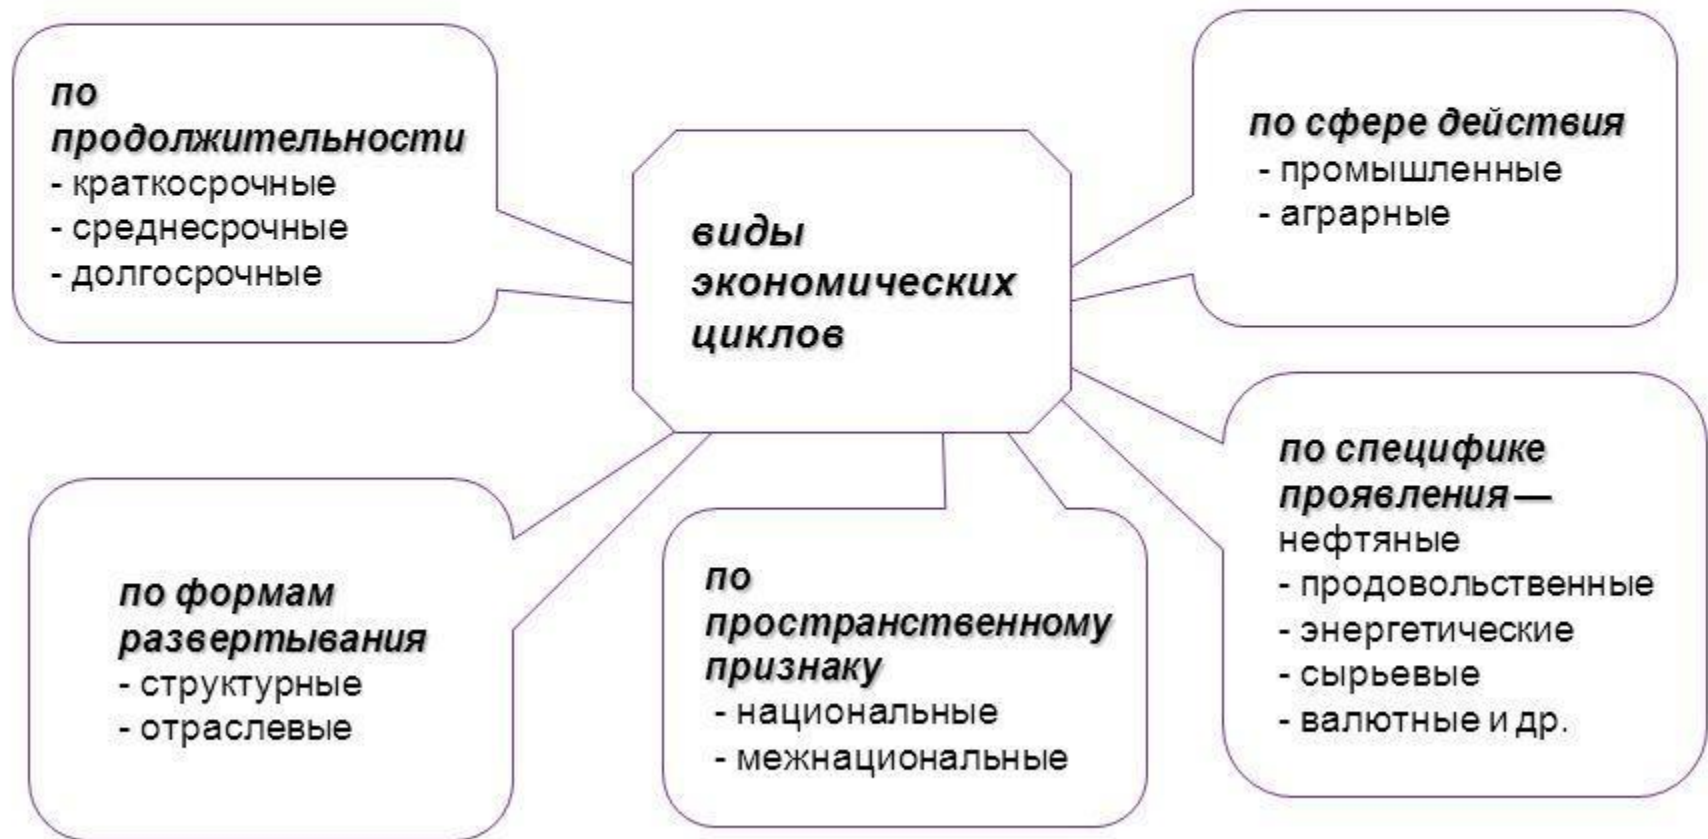 по
продолжительности
- краткосрочные
- среднесрочные
- долгосрочные
виды
экономических
циклов
по сфере действия
- промышленные
- аграрные
по формам
развертывания
- структурные
- отраслевые
по
пространственному
признаку
- национальные
- межнациональные
по специфике
проявления —
нефтяные
- продовольственные
- энергетические
- сырьевые
- валютные и др.